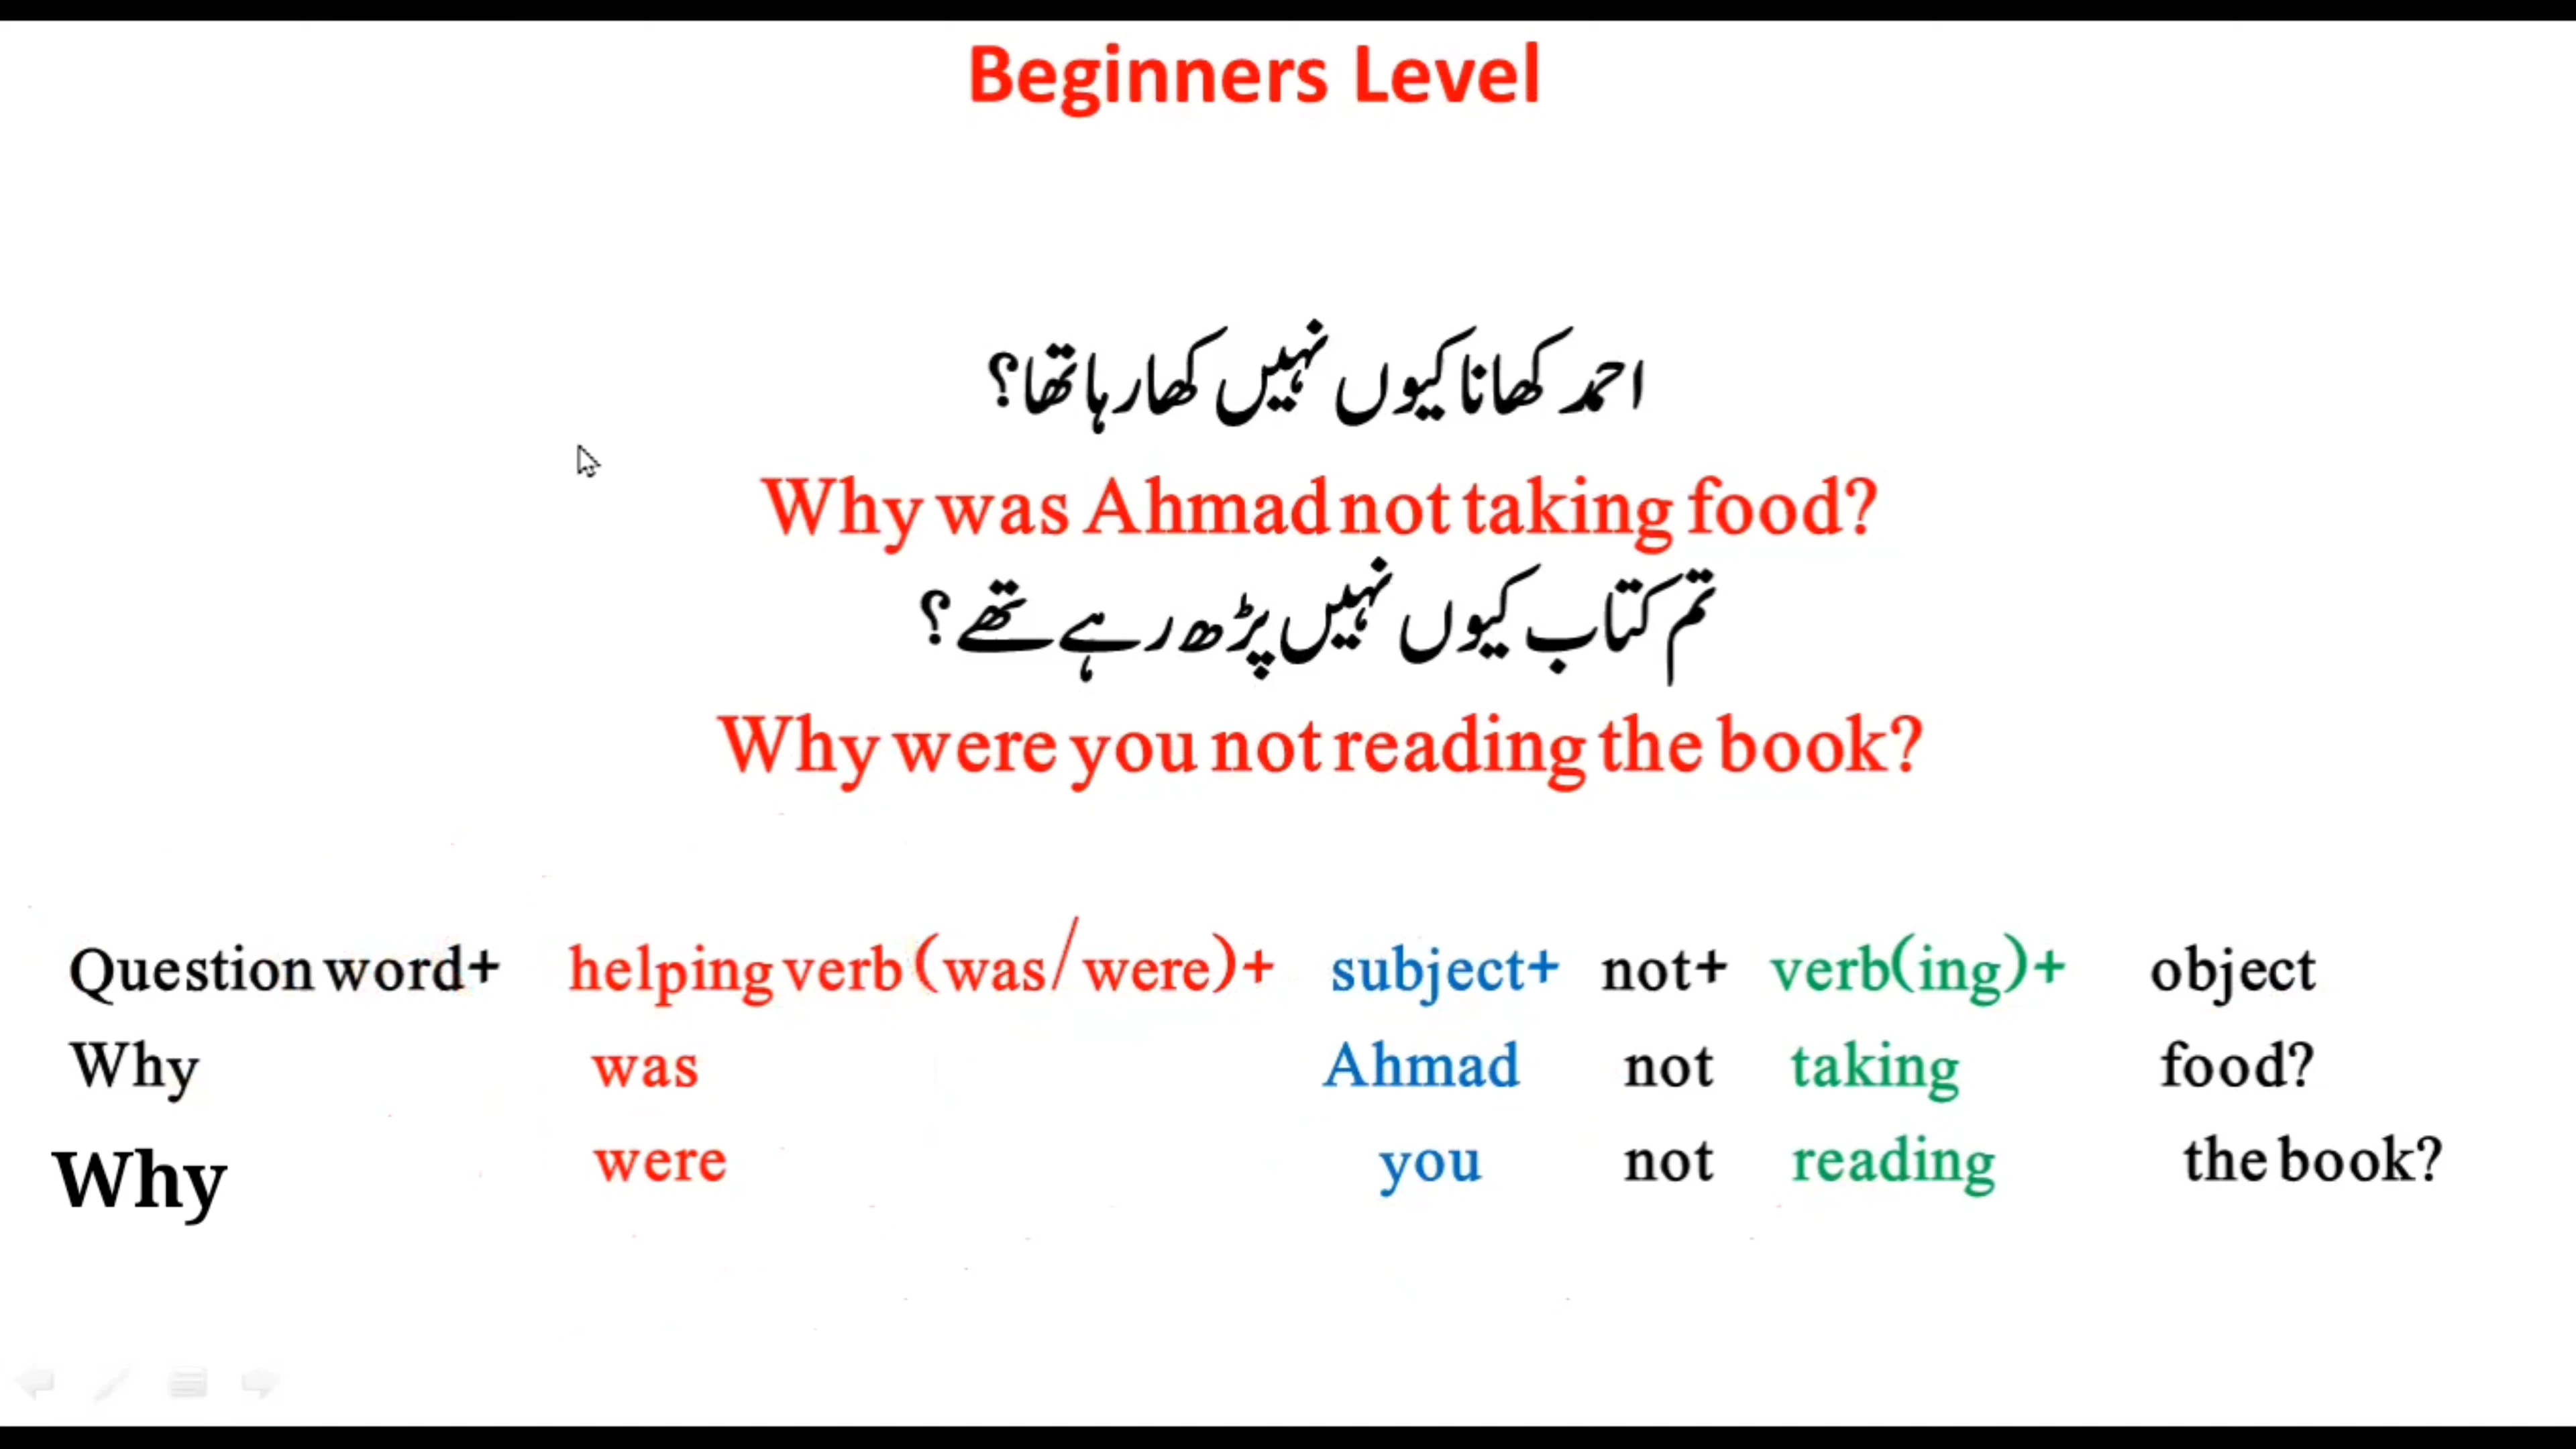 Beginners Level
احمد کھانا کیوں نہیں کھا رہا تھا؟
Why was Ahmad not taking food?
تم کتاب کیوں نہیں پڑھ رہے تھے؟
Why were you not reading the book?
Question word+ helping verb (was/were)+ subject+ not+ verb(ing)+ object
Why was Ahmad not taking food?
Why were you not reading the book?